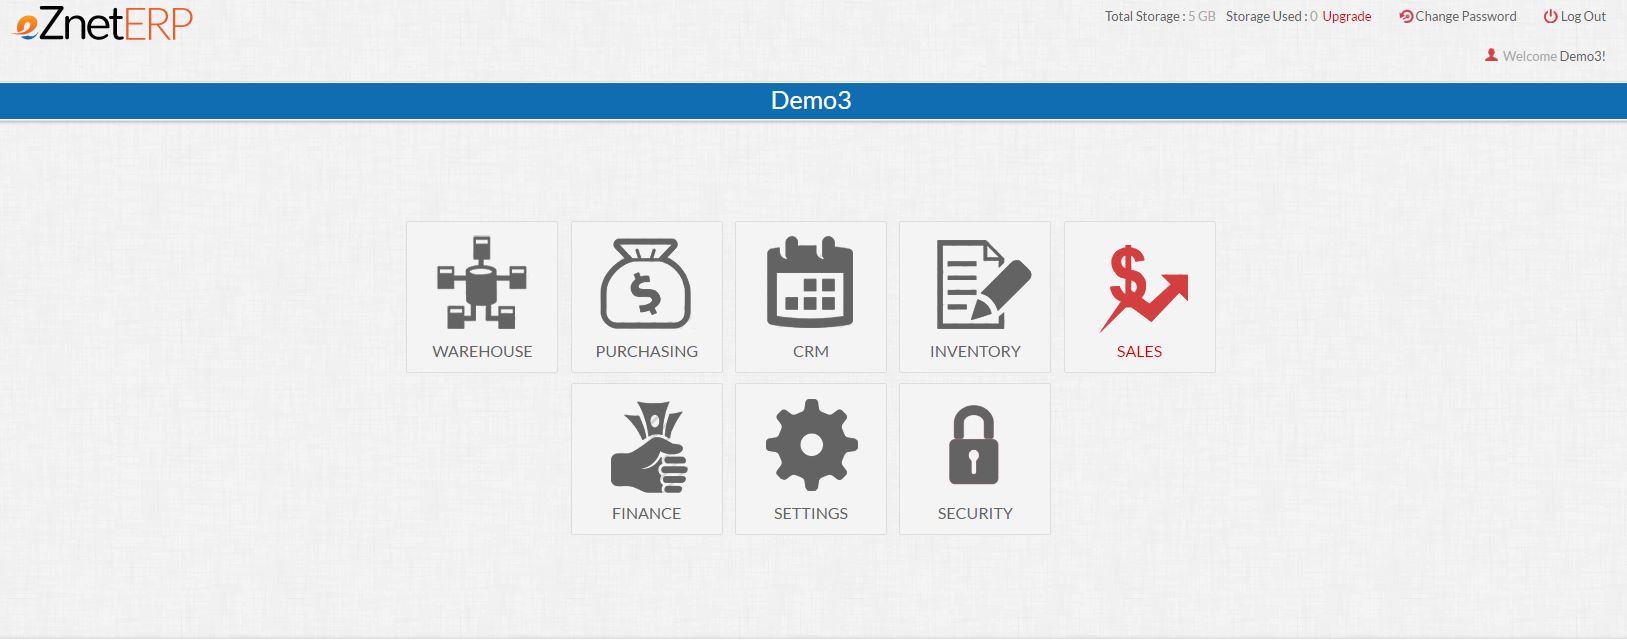 eZnetERP
Total Storage : 5 GB Storage Used : 0 Upgrade Change Password Log Out
Welcome Demo3!
Demo3
WAREHOUSE PURCHASING CRM INVENTORY SALES
FINANCE SETTINGS SECURITY